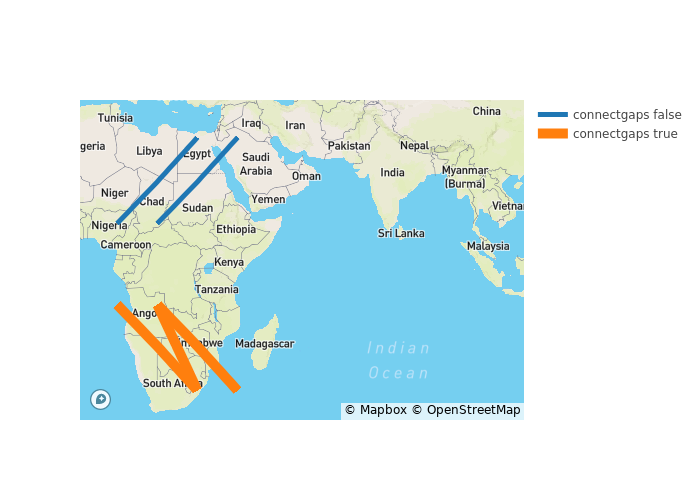 China
Tunisia
Iraq
Iran
Pakistan
Nepal
geria
Libya
Egypt
Saudi
Arabia
India
Oman
Myanmar
(Burma)
Niger
Chad
Sudan
Yemen
Vietnam
Nigeria
Cameroon
Ethiopia
Sri Lanka
Malaysia
Kenya
Tanzania
Ango
Zimbabwe
Madagascar
Indian
Ocean
South Africa
© Mapbox © OpenStreetMap
connectgaps false
connectgaps true